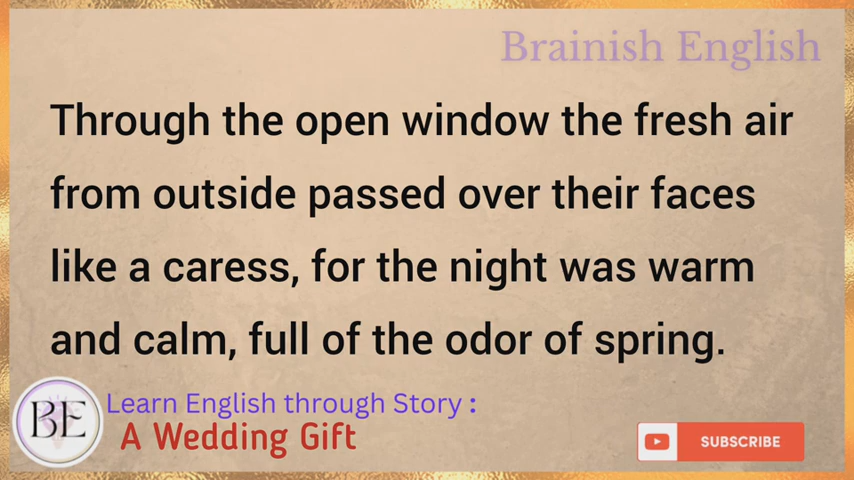 Brainish English
Through the open window the fresh air
from outside passed over their faces
like a caress, for the night was warm
and calm, full of the odor of spring.
BE
Learn English through Story :
A Wedding Gift
SUBSCRIBE